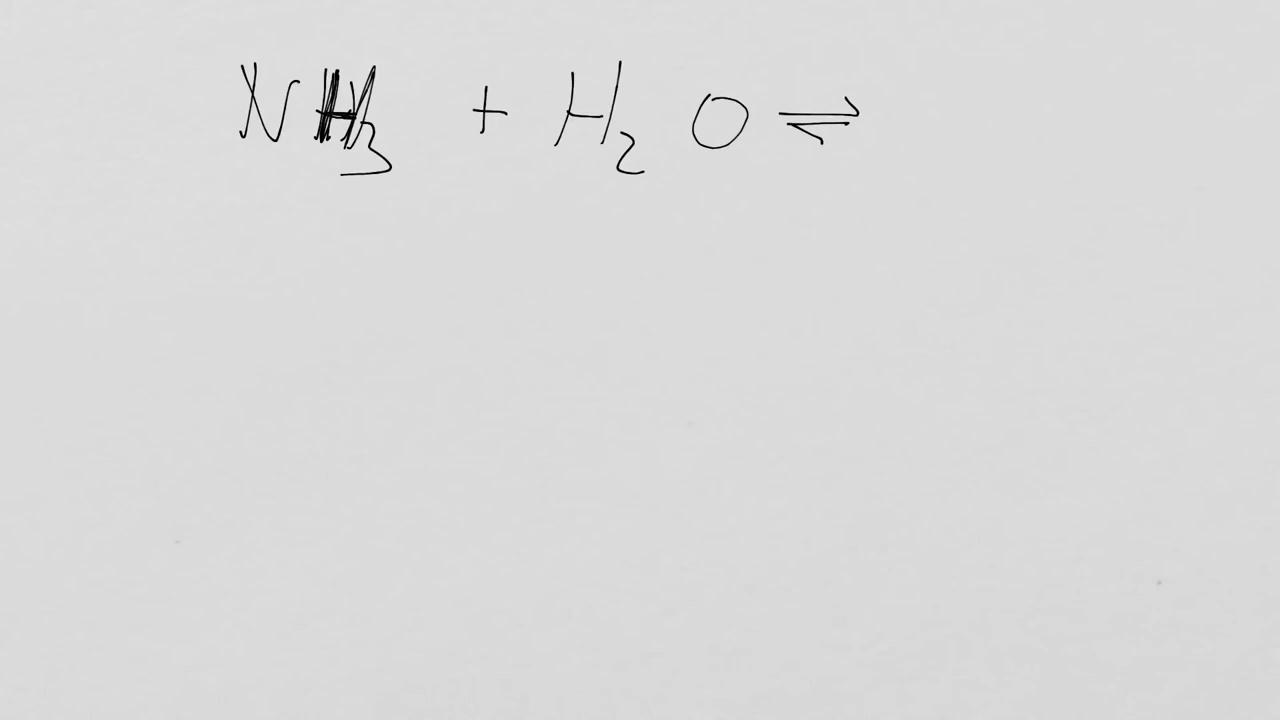 NH₃ + H₂O ⇌